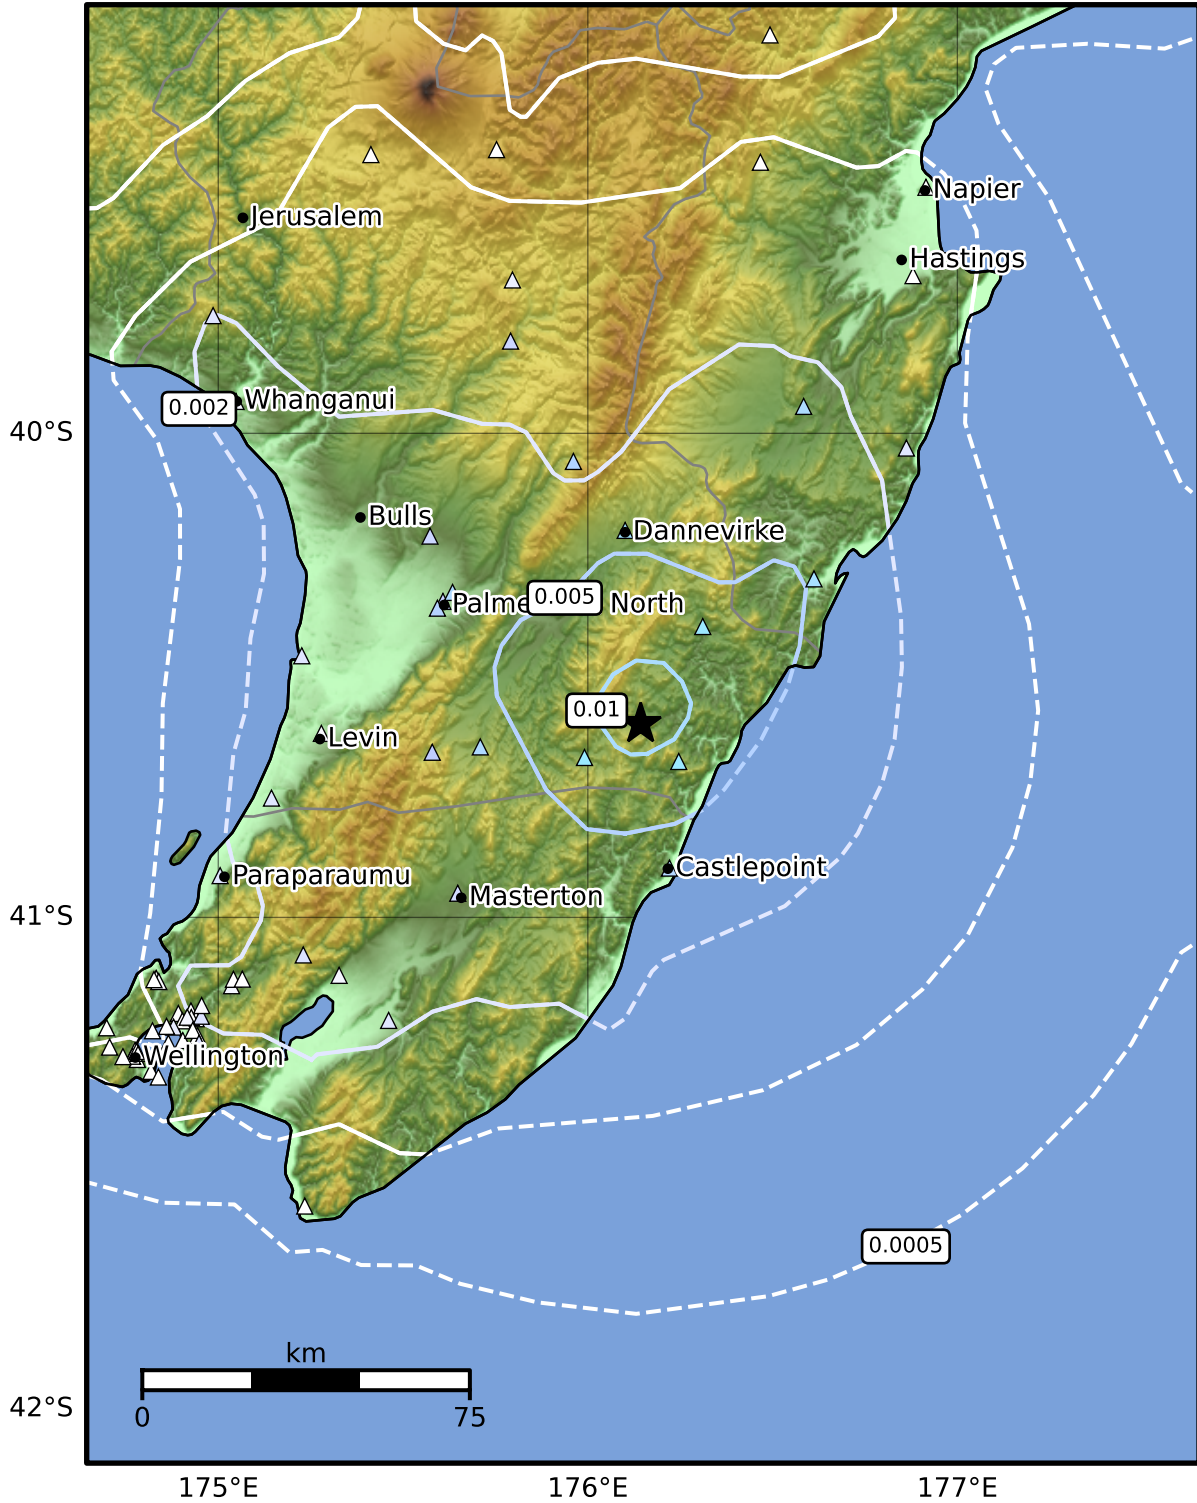 Napier
Jerusalem
Hastings
Whanganui
0.002
40°S
Bulls
Dannevirke
0.005
Palme North
0.01
Levin
Castlepoint
Paraparaumu
Masterton
41°S
Wellington
0.0005
km
0 75
42°S
175°E 176°E 177°E